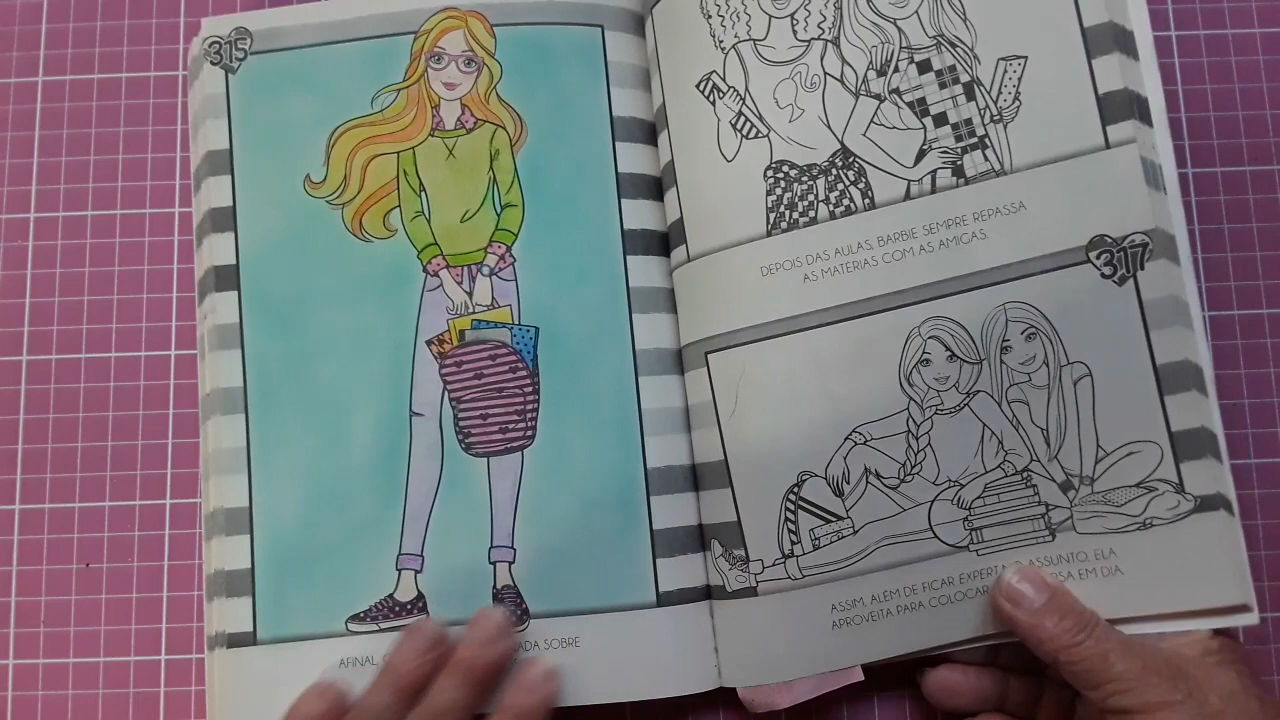 315
AFINAL,
ADA SOBRE
DEPOIS DAS AULAS, BARBIE SEMPRE REPASSA
AS MATÉRIAS COM AS AMIGAS.
317
ASSIM, ALÉM DE FICAR EXPERT NO ASSUNTO, ELA
APROVEITA PARA COLOCAR EM DIA